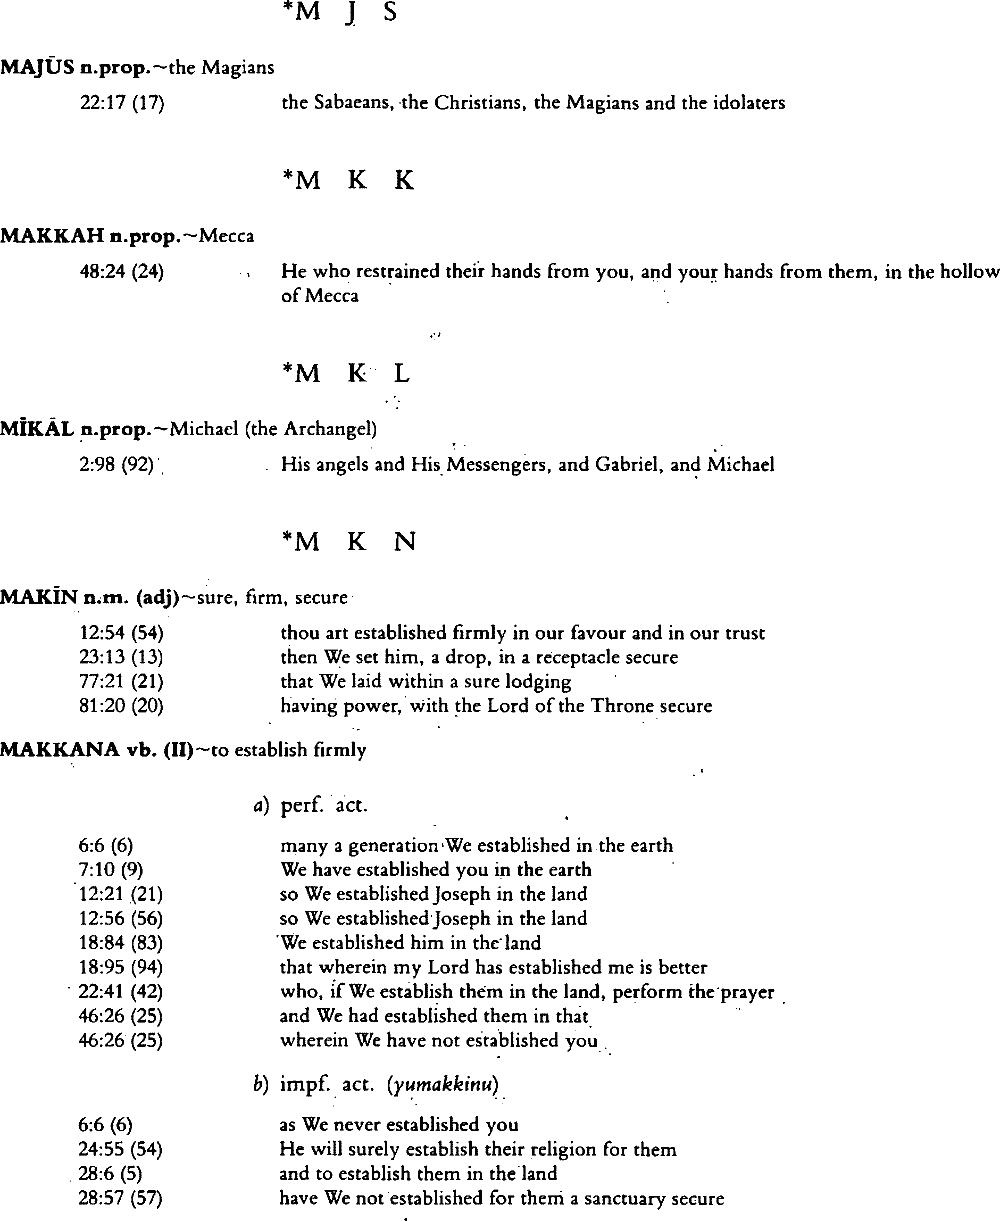 *M J S
MAJŪS n.prop.~the Magians
22:17 (17) the Sabaeans, the Christians, the Magians and the idolaters
*M K K
MAKKAH n.prop.~Mecca
48:24 (24) He who restrained their hands from you, and your hands from them, in the hollow
of Mecca
*M K L
MĪKĀL n.prop.~Michael (the Archangel)
2:98 (92) His angels and His Messengers, and Gabriel, and Michael
*M K N
MAKĪN n.m. (adj)~sure, firm, secure
12:54 (54) thou art established firmly in our favour and in our trust
23:13 (13) then We set him, a drop, in a receptacle secure
77:21 (21) that We laid within a sure lodging
81:20 (20) having power, with the Lord of the Throne secure
MAKKANA vb. (II)~to establish firmly
a) perf. act.
6:6 (6) many a generation We established in the earth
7:10 (9) We have established you in the earth
12:21 (21) so We established Joseph in the land
12:56 (56) so We established Joseph in the land
18:84 (83) We established him in the land
18:95 (94) that wherein my Lord has established me is better
22:41 (42) who, if We establish them in the land, perform the prayer
46:26 (25) and We had established them in that
46:26 (25) wherein We have not established you
b) impf. act. (yumakkinu)
6:6 (6) as We never established you
24:55 (54) He will surely establish their religion for them
28:6 (5) and to establish them in the land
28:57 (57) have We not established for them a sanctuary secure